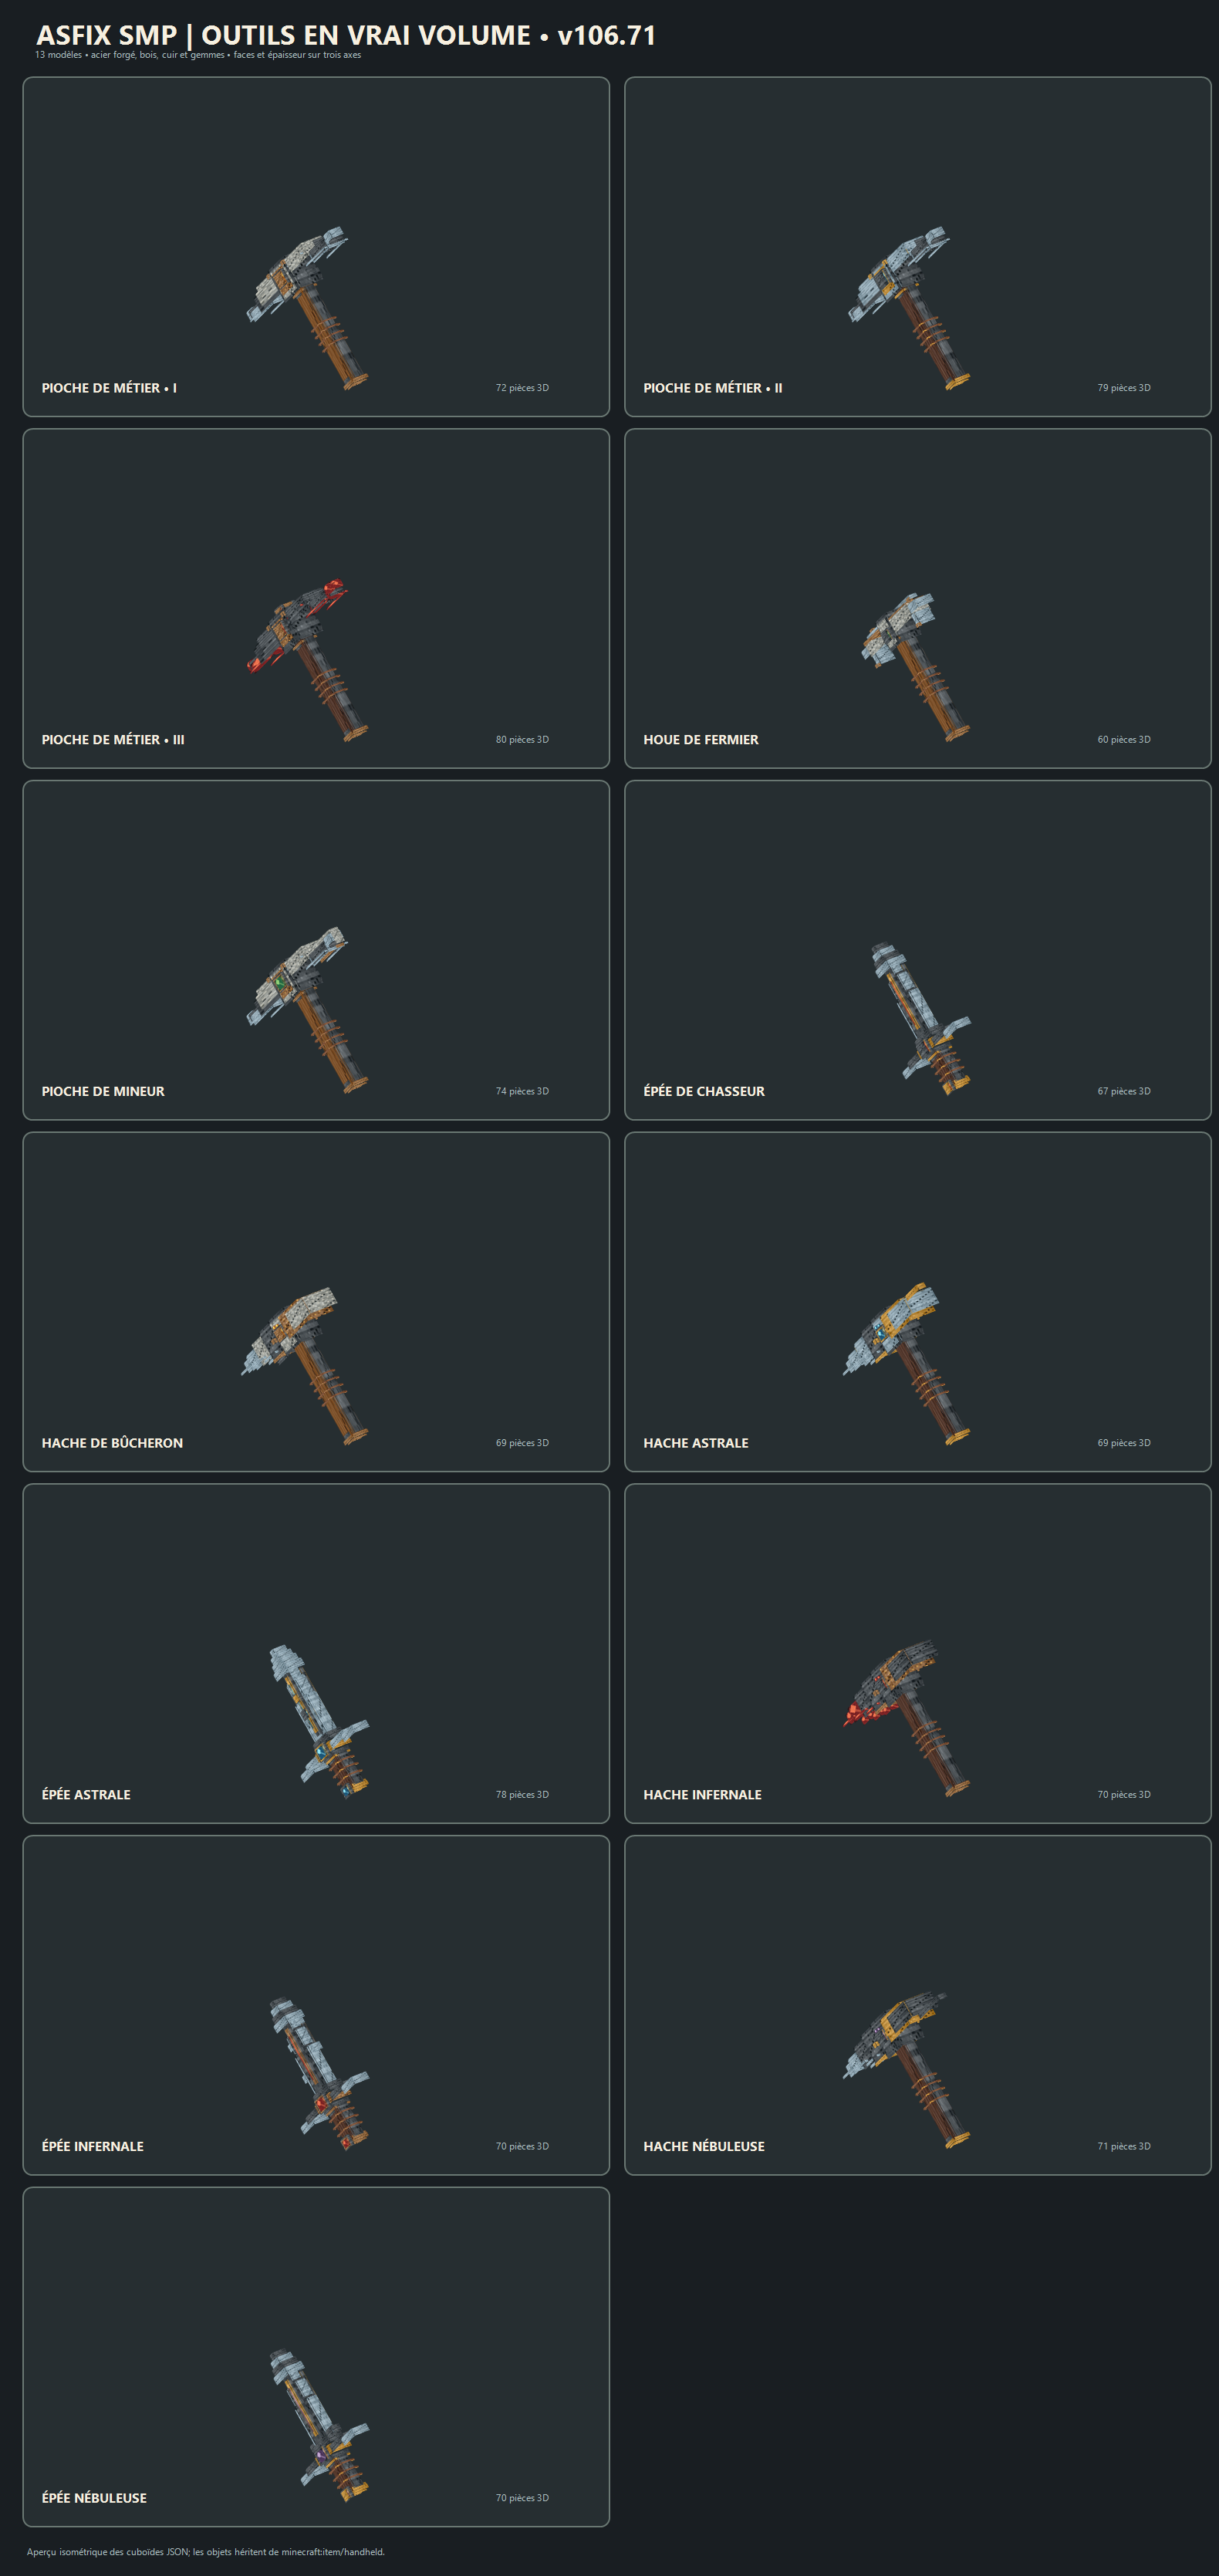 ASFIX SMP | OUTILS EN VRAI VOLUME • v106.71
13 modèles • acier forgé, bois, cuir et gemmes • faces et épaisseur sur trois axes
PIOCHE DE MÉTIER • I
72 pièces 3D
PIOCHE DE MÉTIER • II
79 pièces 3D
PIOCHE DE MÉTIER • III
80 pièces 3D
HOUE DE FERMIER
60 pièces 3D
PIOCHE DE MINEUR
74 pièces 3D
ÉPÉE DE CHASSEUR
67 pièces 3D
HACHE DE BÛCHERON
69 pièces 3D
HACHE ASTRALE
69 pièces 3D
ÉPÉE ASTRALE
78 pièces 3D
HACHE INFERNALE
70 pièces 3D
ÉPÉE INFERNALE
70 pièces 3D
HACHE NÉBULEUSE
71 pièces 3D
ÉPÉE NÉBULEUSE
70 pièces 3D
Aperçu isométrique des cuboïdes JSON; les objets héritent de minecraft:item/handheld.